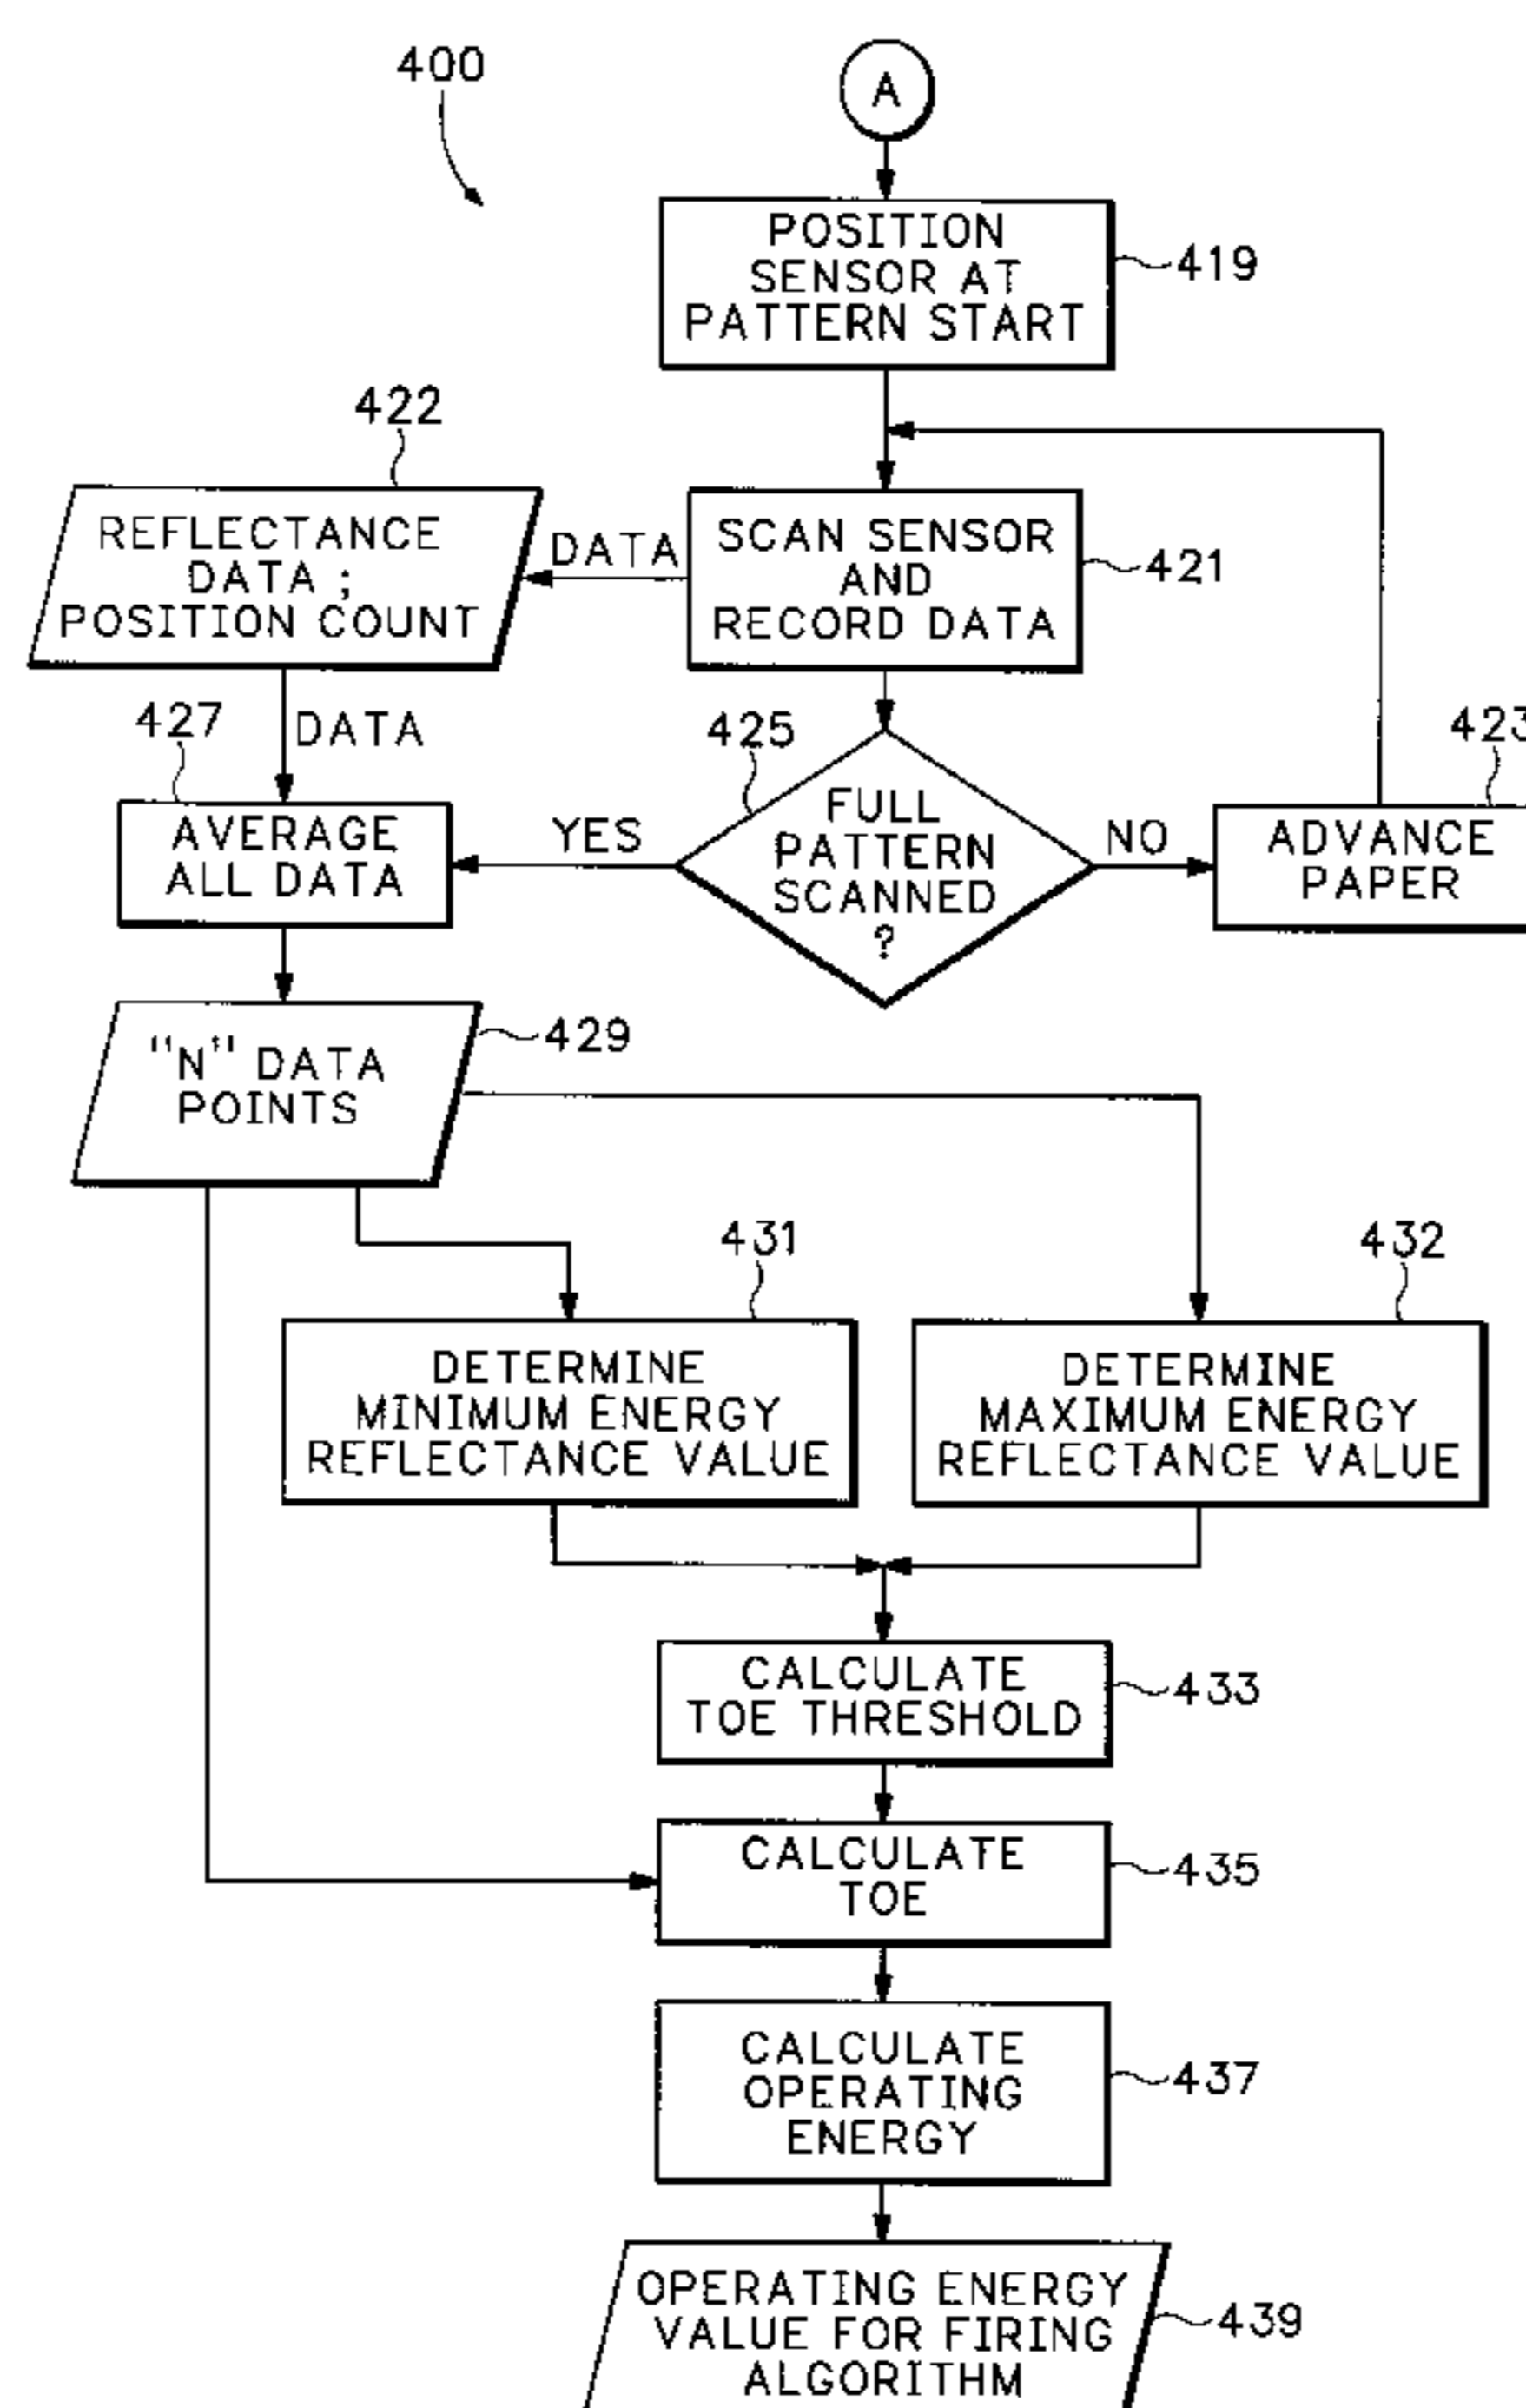 400
A
POSITION
SENSOR AT
PATTERN START
419
422
REFLECTANCE
DATA ;
POSITION COUNT
DATA
SCAN SENSOR
AND
RECORD DATA
421
427
DATA
425
423
AVERAGE
ALL DATA
YES
FULL
PATTERN
SCANNED
?
NO
ADVANCE
PAPER
"N" DATA
POINTS
429
431
432
DETERMINE
MINIMUM ENERGY
REFLECTANCE VALUE
DETERMINE
MAXIMUM ENERGY
REFLECTANCE VALUE
CALCULATE
TOE THRESHOLD
433
CALCULATE
TOE
435
CALCULATE
OPERATING
ENERGY
437
OPERATING ENERGY
VALUE FOR FIRING
ALGORITHM
439